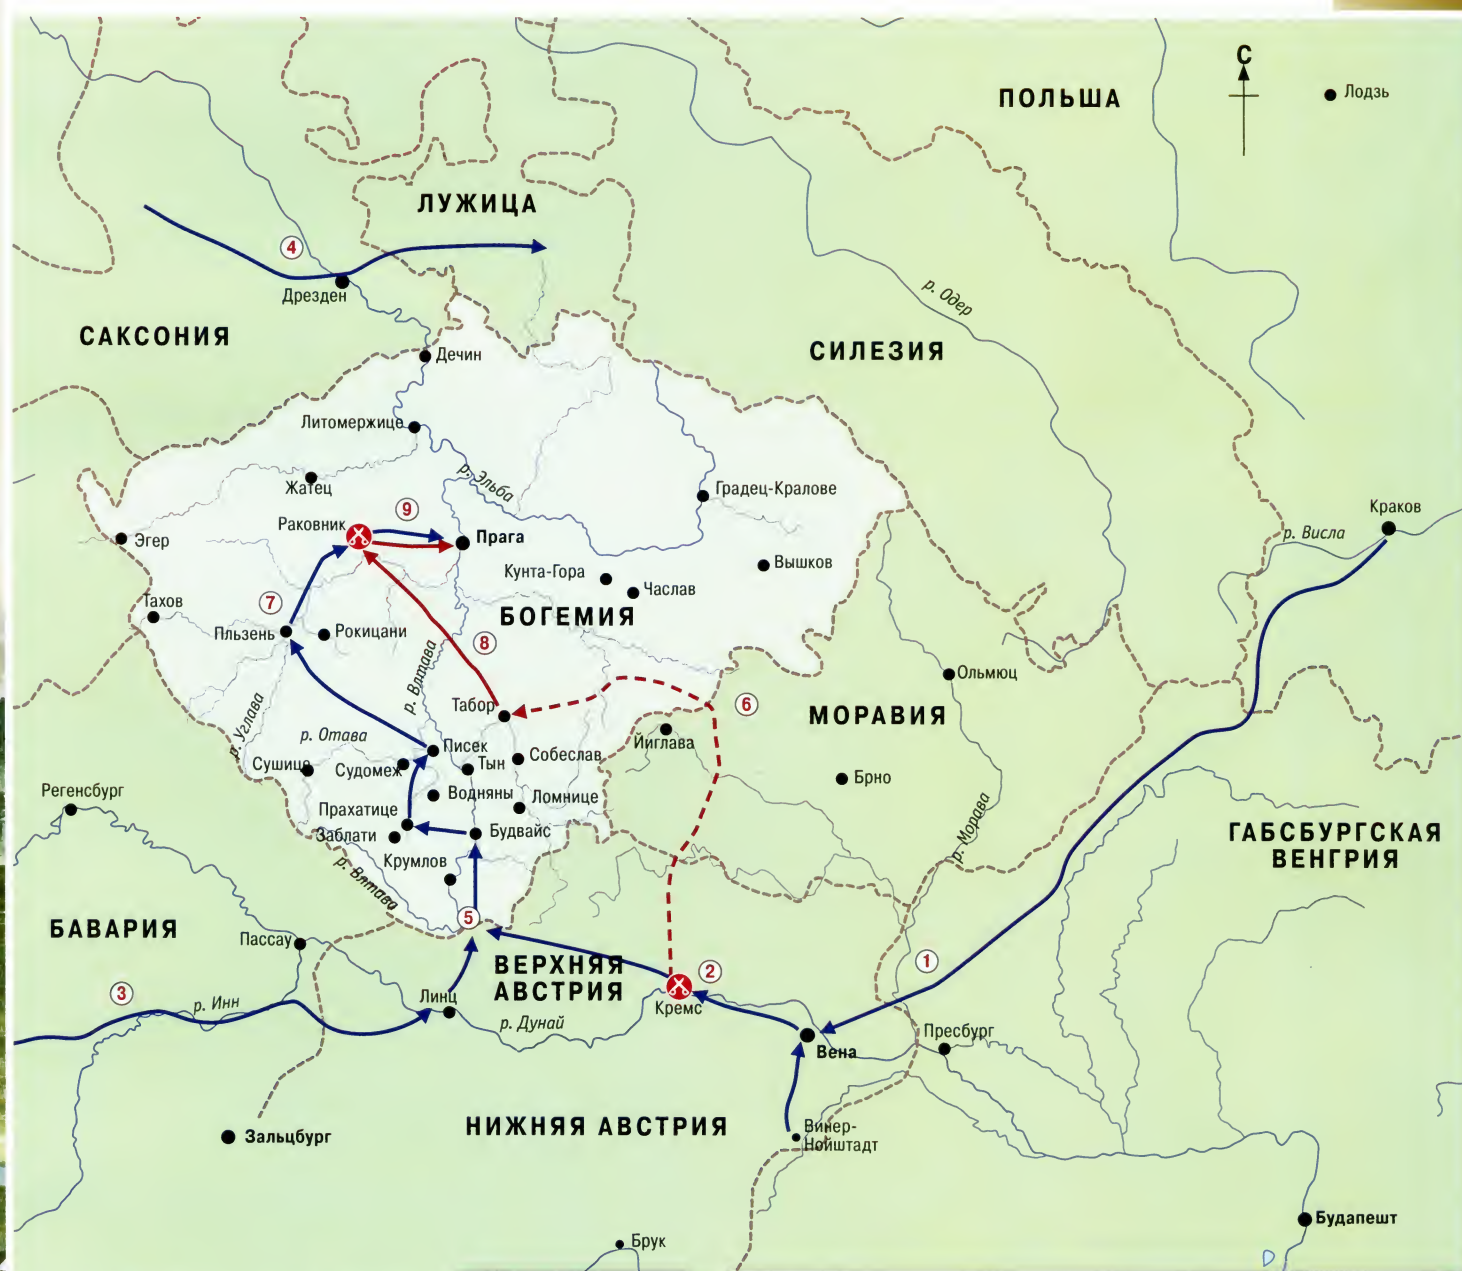 С
ПОЛЬША
Лодзь
ЛУЖИЦА
4
Дрезден
р. Одер
САКСОНИЯ
СИЛЕЗИЯ
Дечин
Литомержице
р. Эльба
Жатец
Градец-Кралове
Раковник
9
Прага
Краков
р. Висла
Эгер
Вышков
Кунта-Гора
Часлав
БОГЕМИЯ
Тахов
7
Пльзень
Рокицани
8
р. Влтава
Ольмюц
Табор
6
МОРАВИЯ
р. Углава
р. Отава
Йиглава
Писек
Собеслав
Сушице
Судомеж
Тын
Брно
Регенсбург
Водняны
Ломнице
Прахатице
Заблати
Будвайс
р. Морава
ГАБСБУРГСКАЯ
ВЕНГРИЯ
Крумлов
р. Влтава
5
БАВАРИЯ
Пассау
ВЕРХНЯЯ
АВСТРИЯ
1
2
3
р. Инн
Линц
Кремс
р. Дунай
Пресбург
Вена
НИЖНЯЯ АВСТРИЯ
Винер-
Нойштадт
Зальцбург
Будапешт
Брук